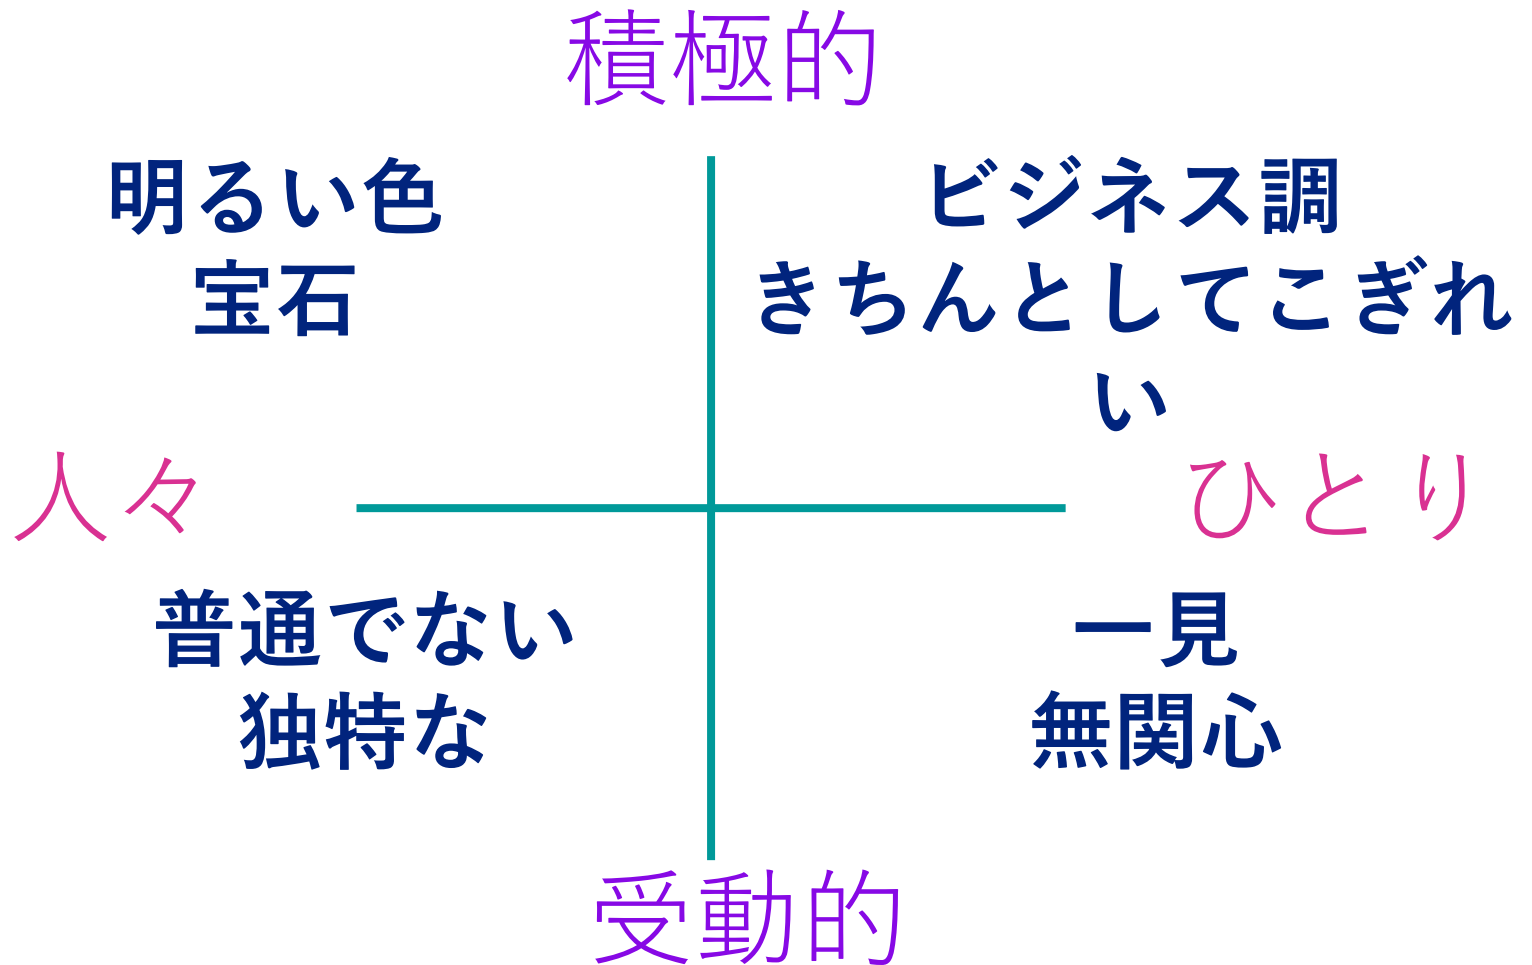 積極的
明るい色
宝石
ビジネス調
きちんとしてこぎれ
い
人々
ひとり
普通でない
独特な
一見
無関心
受動的